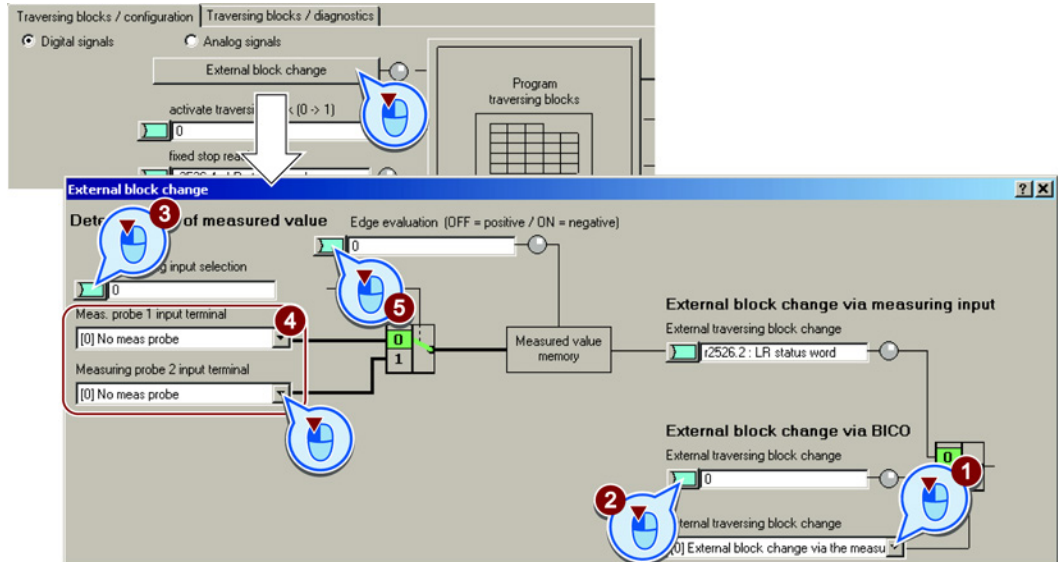 Traversing blocks / configuration
Traversing blocks / diagnostics
Digital signals
Analog signals
External block change
Program
traversing blocks
activate (0 -> 1)
0
fixed stop
External block change
of measured value
Edge evaluation (OFF = positive / ON = negative)
3
0
input selection
0
5
Meas. probe 1 input terminal
4
[0] No meas probe
0
1
Measuring probe 2 input terminal
[0] No meas probe
Measured value
memory
External block change via measuring input
External traversing block change
r2526.2 : LR status word
External block change via BICO
External traversing block change
0
1
0
2
traversing block change
[0] External block change via the measu